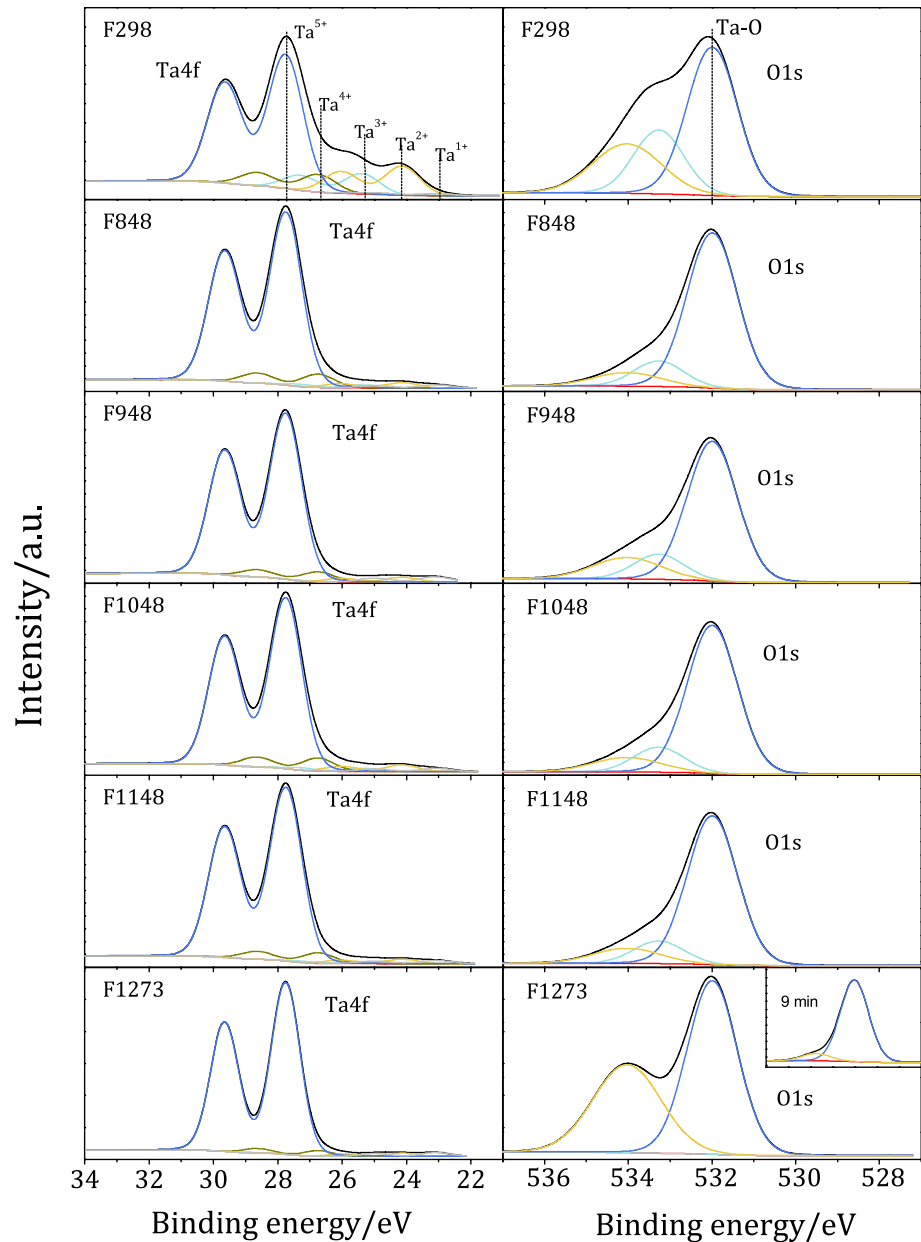 F298
Ta4f
Ta5+
Ta4+
Ta3+
Ta2+
Ta1+
F298
Ta-O
O1s
F848
Ta4f
F848
O1s
F948
Ta4f
F948
O1s
F1048
Ta4f
F1048
O1s
F1148
Ta4f
F1148
O1s
F1273
Ta4f
F1273
9 min
O1s
Intensity/a.u.
34 32 30 28 26 24 22
536 534 532 530 528
Binding energy/eV
Binding energy/eV